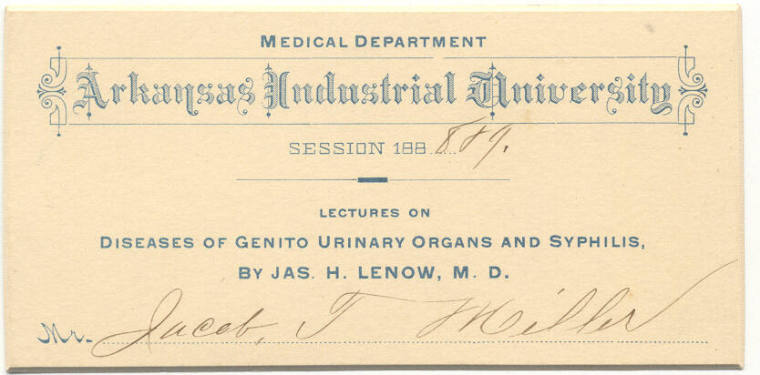 MEDICAL DEPARTMENT
Arkansas Industrial University
SESSION 188 8 89.
LECTURES ON
DISEASES OF GENITO URINARY ORGANS AND SYPHILIS,
BY JAS. H. LENOW, M. D.
Mr. Jacob, T Miller